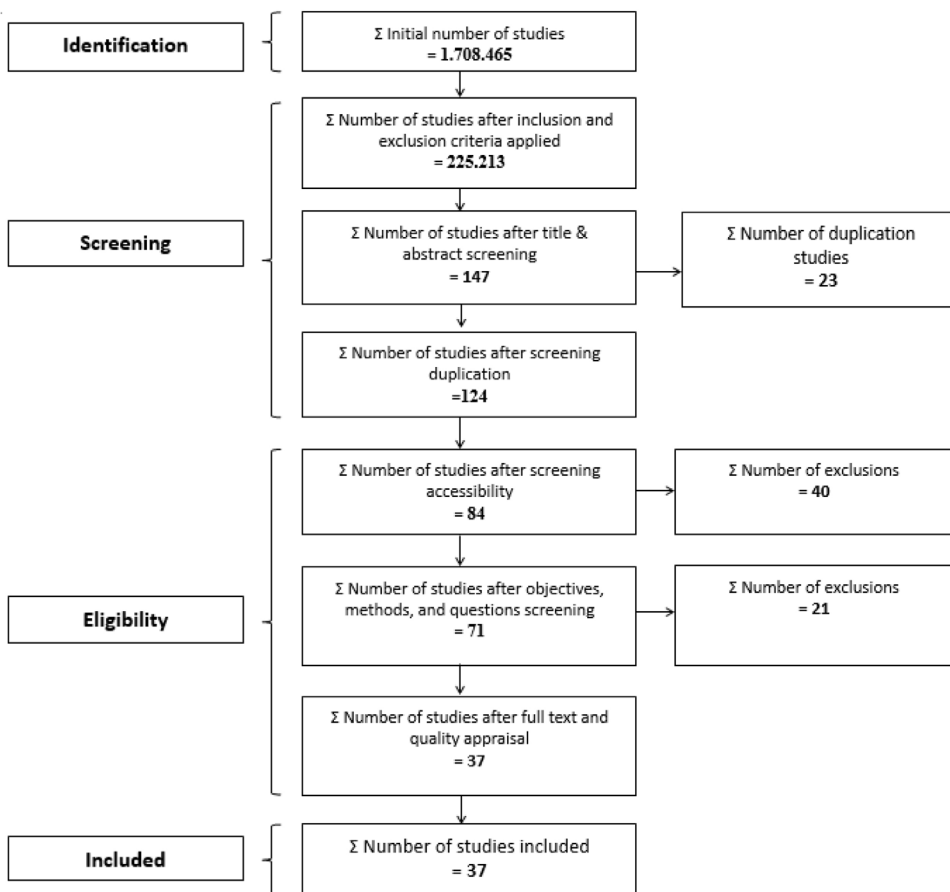 Identification
Σ Initial number of studies
= 1.708.465
Σ Number of studies after inclusion and
exclusion criteria applied
= 225.213
Screening
Σ Number of studies after title &
abstract screening
= 147
Σ Number of duplication
studies
= 23
Σ Number of studies after screening
duplication
=124
Σ Number of studies after screening
accessibility
= 84
Σ Number of exclusions
= 40
Eligibility
Σ Number of studies after objectives,
methods, and questions screening
= 71
Σ Number of exclusions
= 21
Σ Number of studies after full text and
quality appraisal
= 37
Included
Σ Number of studies included
= 37